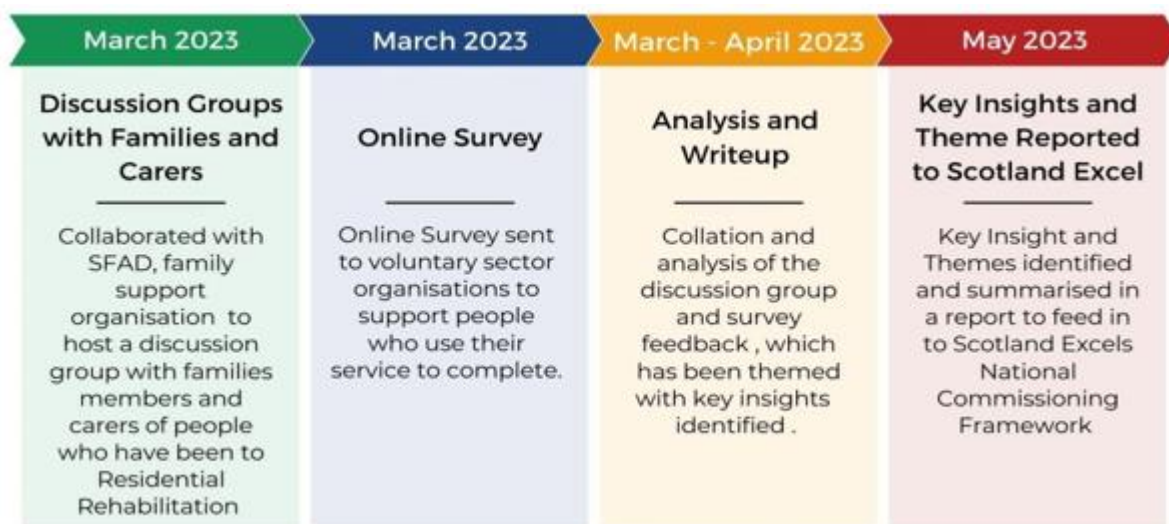 March 2023
Discussion Groups
with Families and
Carers
Collaborated with
SFAD, family
support
organisation to
host a discussion
group with families
members and
carers of people
who have been to
Residential
Rehabilitation
March 2023
Online Survey
Online Survey sent
to voluntary sector
organisations to
support people
who use their
service to complete.
March - April 2023
Analysis and
Writeup
Collation and
analysis of the
discussion group
and survey
feedback , which
has been themed
with key insights
identified .
May 2023
Key Insights and
Theme Reported
to Scotland Excel
Key Insight and
Themes identified
and summarised in
a report to feed in
to Scotland Excels
National
Commissioning
Framework